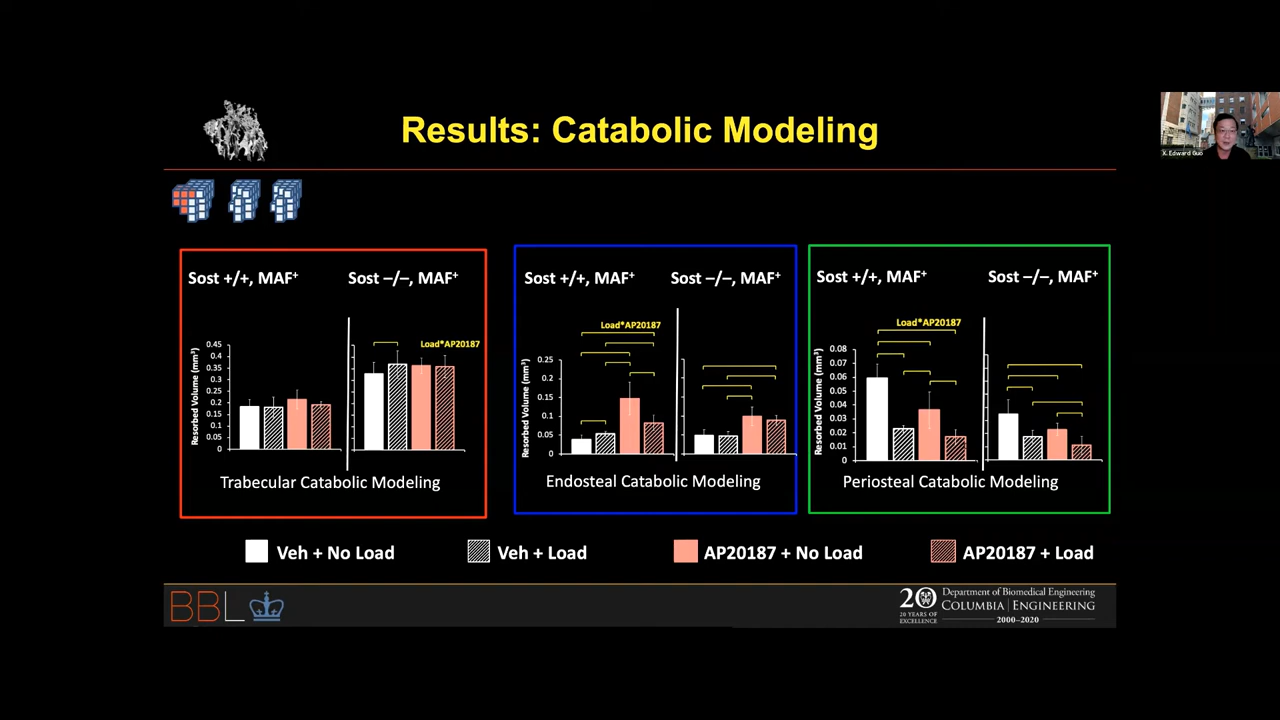 Results: Catabolic Modeling
X. Edward Guo
Sost +/+, MAF⁺
Sost –/–, MAF⁺
Load*AP20187
Resorbed Volume (mm³)
0.45
0.4
0.35
0.3
0.25
0.2
0.15
0.1
0.05
0
Trabecular Catabolic Modeling
Sost +/+, MAF⁺
Sost –/–, MAF⁺
Load*AP20187
Resorbed Volume (mm³)
0.25
0.2
0.15
0.1
0.05
0
Endosteal Catabolic Modeling
Sost +/+, MAF⁺
Sost –/–, MAF⁺
Load*AP20187
Resorbed Volume (mm³)
0.08
0.07
0.06
0.05
0.04
0.03
0.02
0.01
0
Periosteal Catabolic Modeling
Veh + No Load
Veh + Load
AP20187 + No Load
AP20187 + Load
BBL
20
20 YEARS OF
EXCELLENCE
Department of Biomedical Engineering
COLUMBIA | ENGINEERING
2000–2020